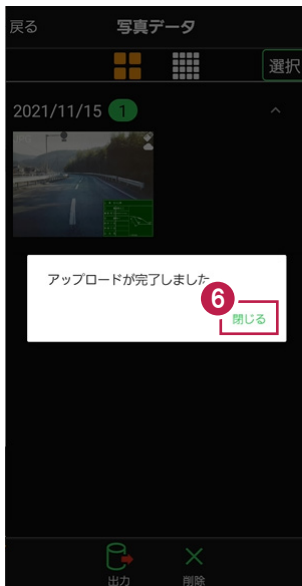 戻る
写真データ
選択
2021/11/15 1
アップロードが完了しました
6
閉じる
出力
削除